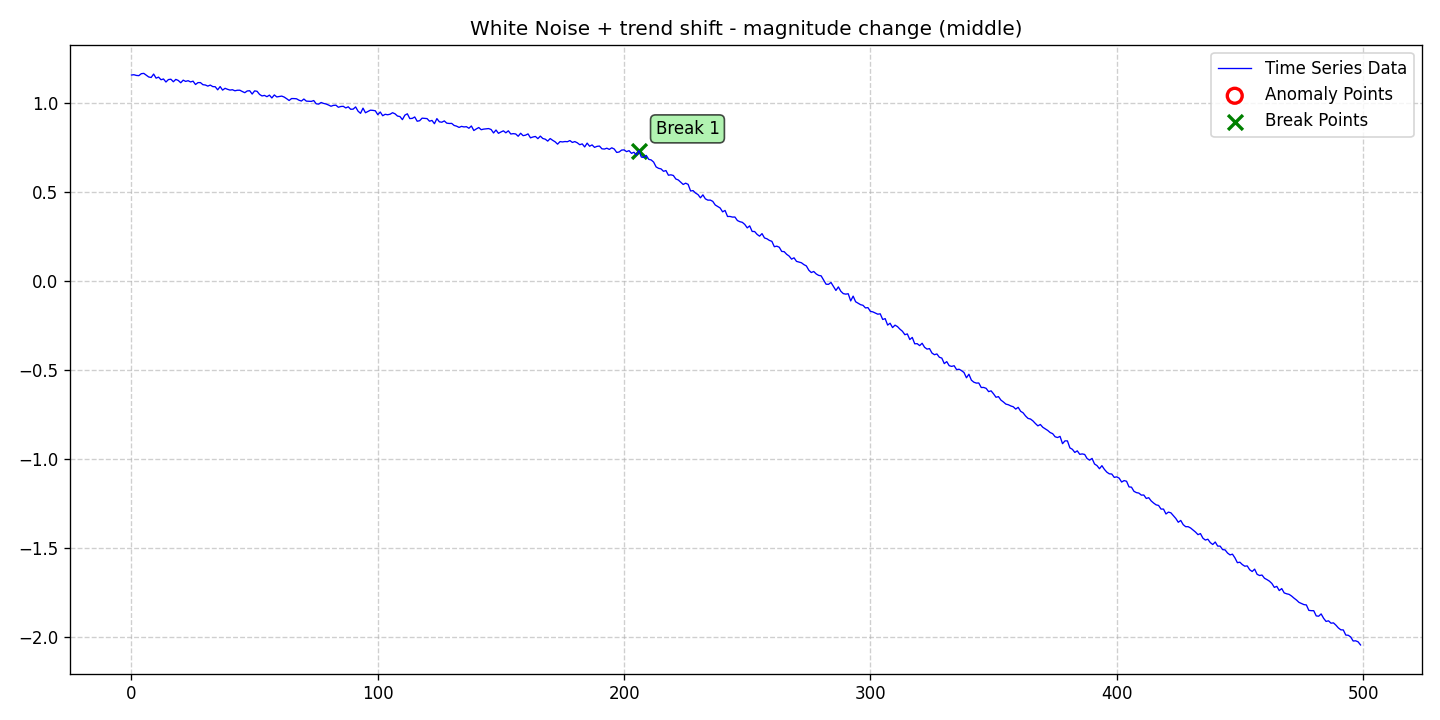 White Noise + trend shift - magnitude change (middle)
Time Series Data
Anomaly Points
Break Points
Break 1
1.0
0.5
0.0
−0.5
−1.0
−1.5
−2.0
0
100
200
300
400
500